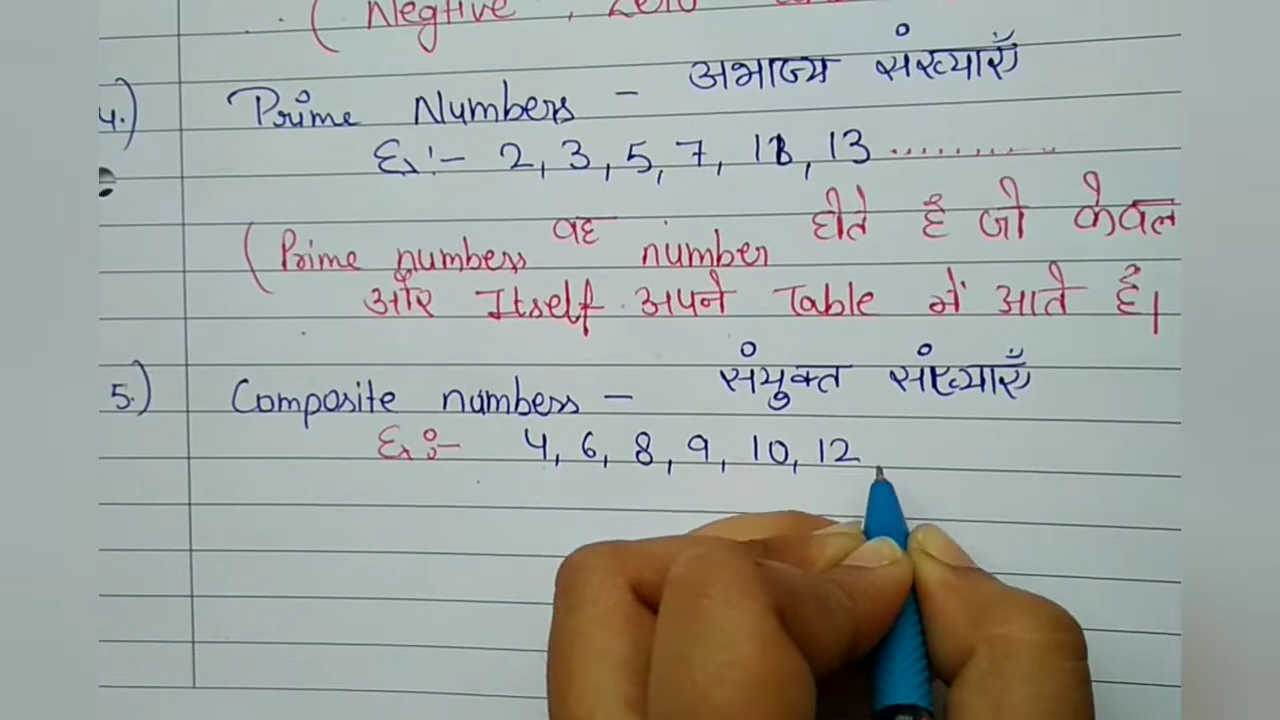 ( Negtive , Zero
4.) Prime Numbers - अभाज्य संख्याएँ
Ex:- 2, 3, 5, 7, 11, 13 ..........
( Prime numbers वह number होते है जो केवल
और Itself अपने Table में आते है।
5.) Composite numbers - संयुक्त संख्याएँ
Ex:- 4, 6, 8, 9, 10, 12